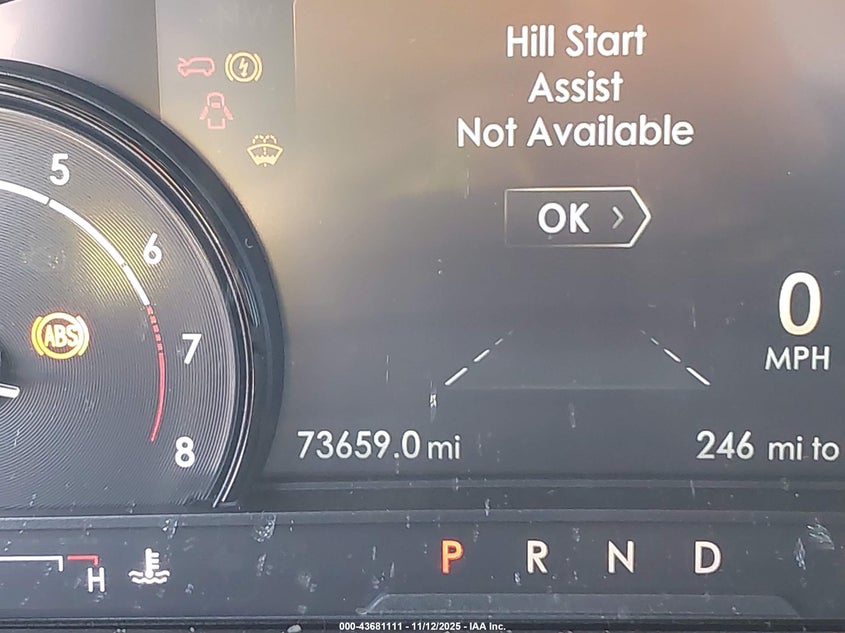 Hill Start
Assist
Not Available
OK
5
6
ABS
7
8
0
MPH
73659.0 mi
246 mi to
H
P R N D
000-43681111 - 11/12/2025 - IAA Inc.